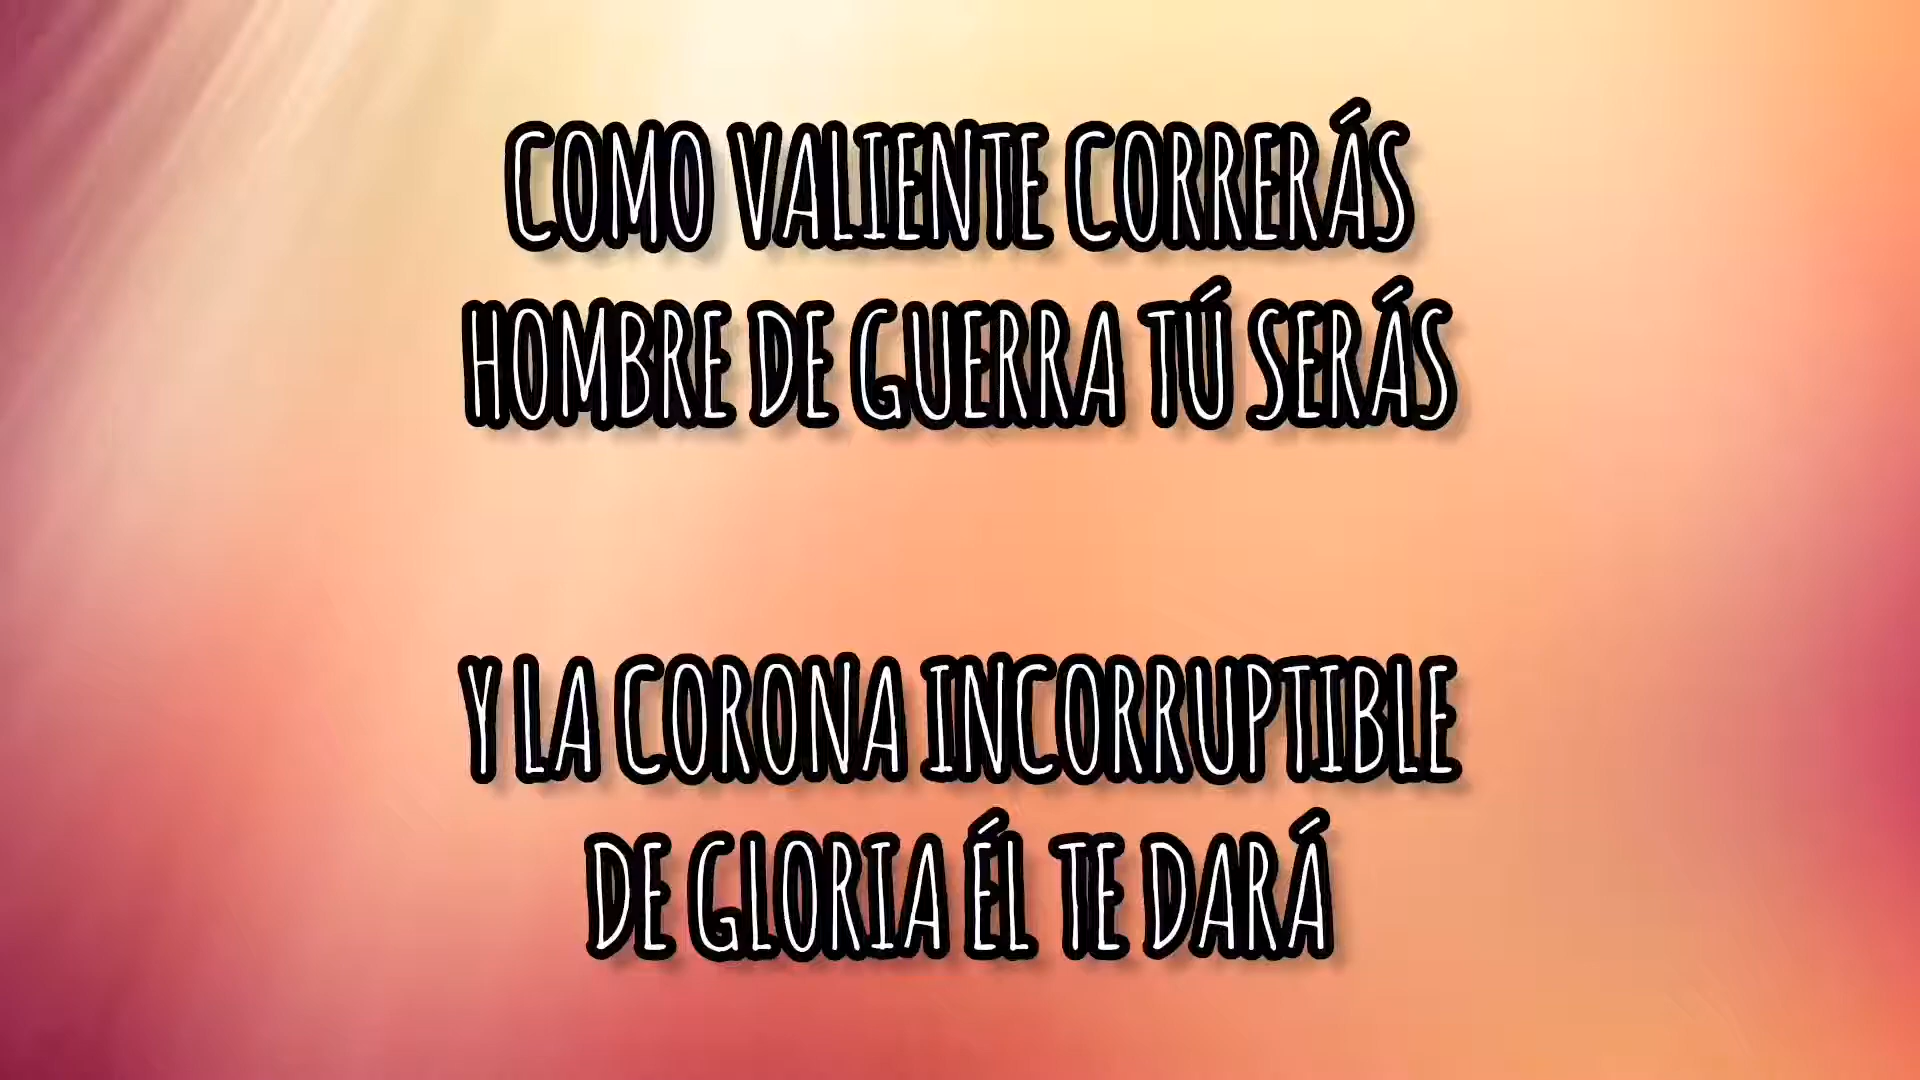 COMO VALIENTE CORRERÁS
HOMBRE DE GUERRA TÚ SERÁS
Y LA CORONA INCORRUPTIBLE
DE GLORIA ÉL TE DARÁ